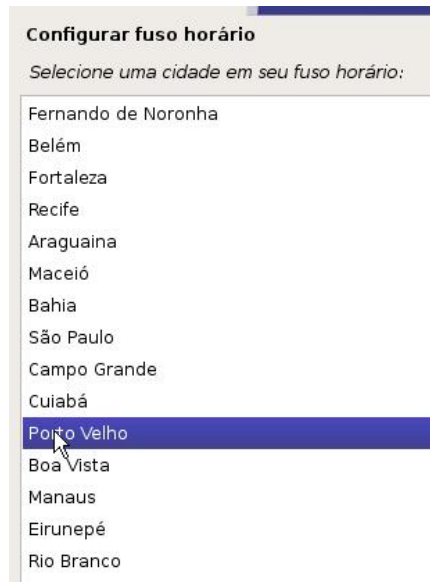 Configurar fuso horário
Selecione uma cidade em seu fuso horário:
Fernando de Noronha
Belém
Fortaleza
Recife
Araguaina
Maceió
Bahia
São Paulo
Campo Grande
Cuiabá
Porto Velho
Boa Vista
Manaus
Eirunepé
Rio Branco